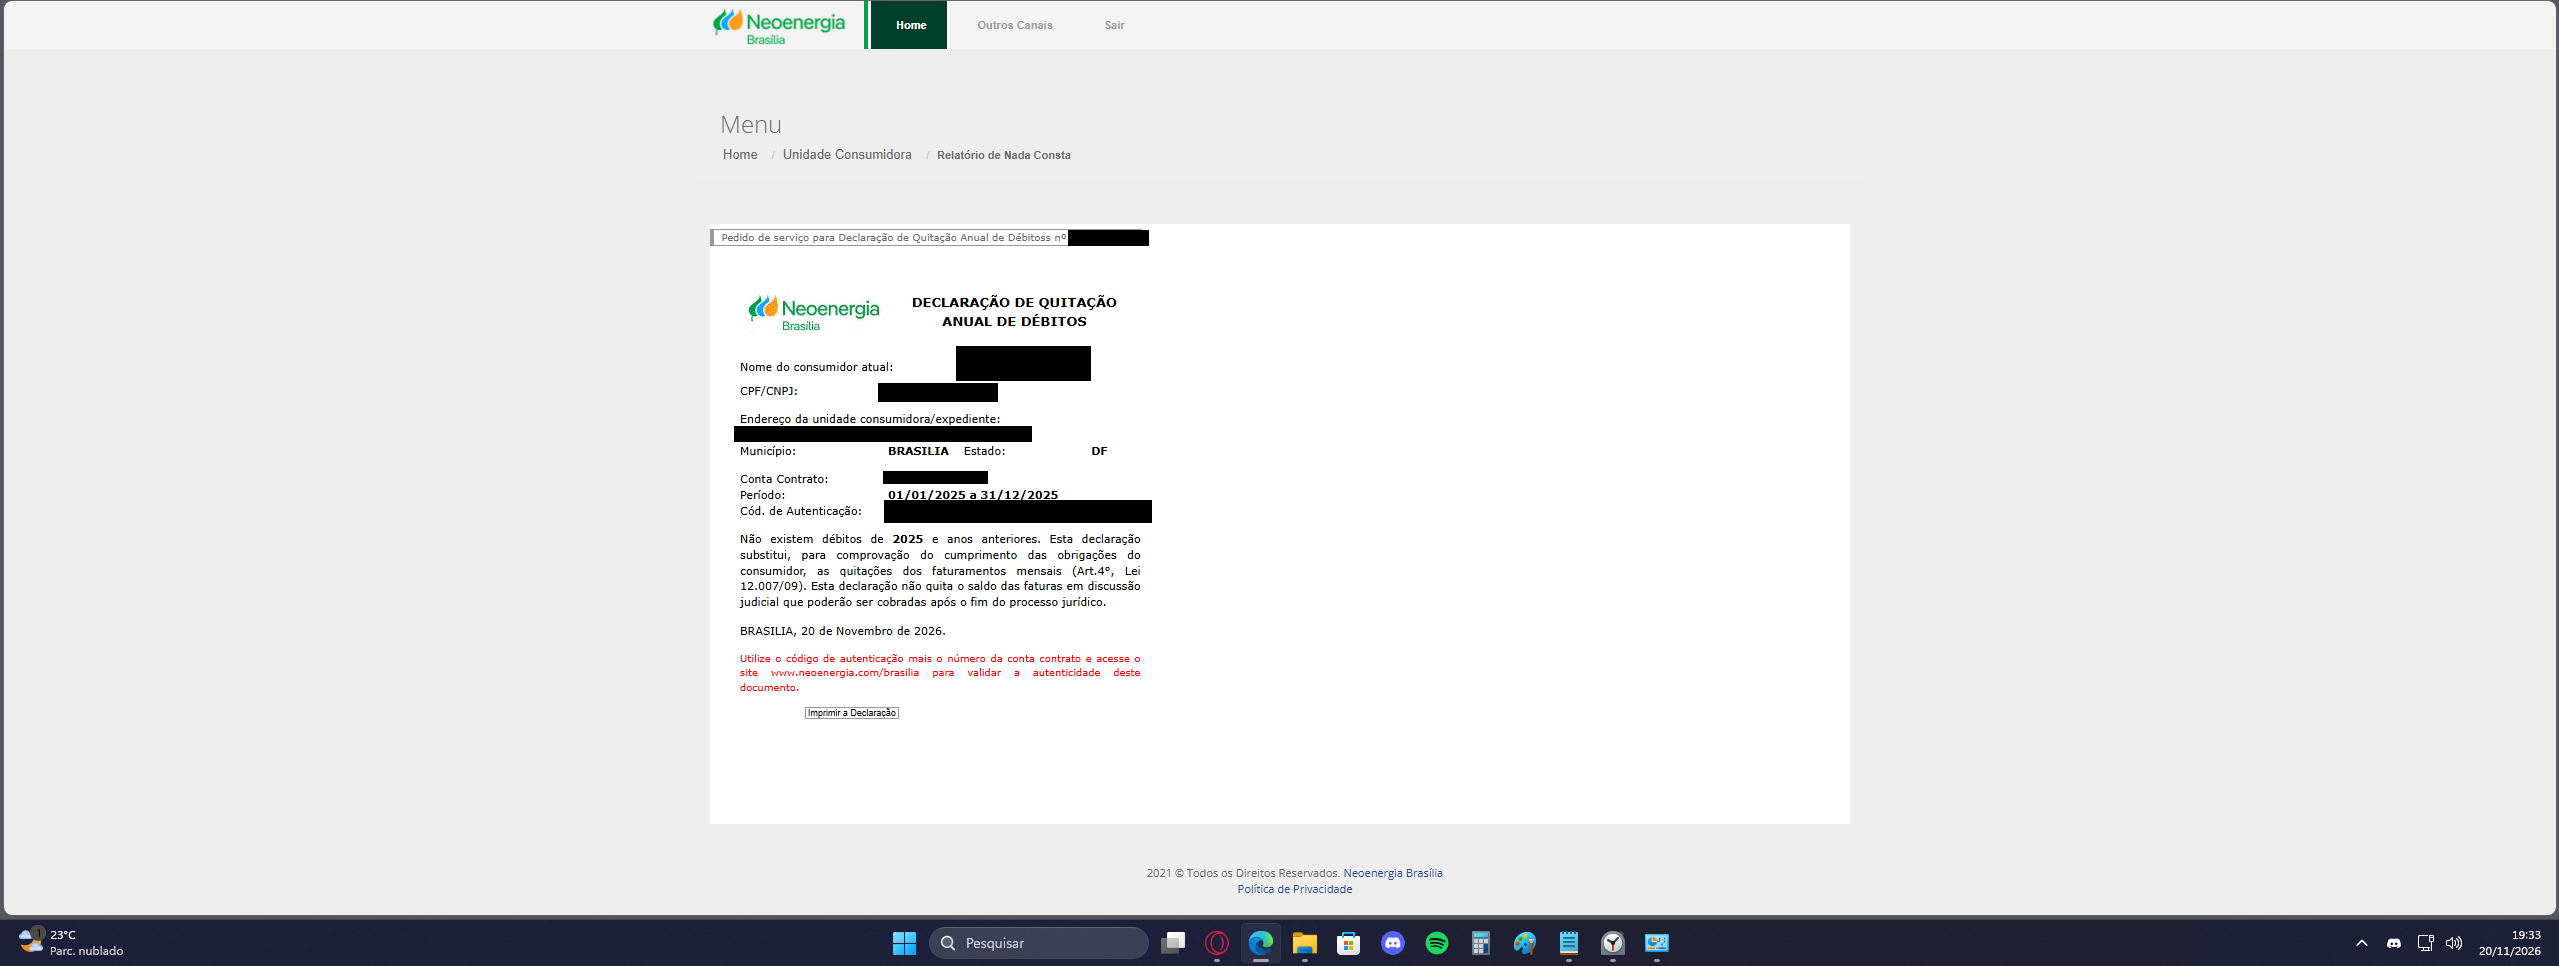 Neoenergia
Brasília
Home
Outros Canais
Sair
Menu
Home / Unidade Consumidora / Relatório de Nada Consta
Pedido de serviço para Declaração de Quitação Anual de Débitoss nº
Neoenergia
Brasília
DECLARAÇÃO DE QUITAÇÃO
ANUAL DE DÉBITOS
Nome do consumidor atual:
CPF/CNPJ:
Endereço da unidade consumidora/expediente:
Município: BRASILIA Estado: DF
Conta Contrato:
Período: 01/01/2025 a 31/12/2025
Cód. de Autenticação:
Não existem débitos de 2025 e anos anteriores. Esta declaração
substitui, para comprovação do cumprimento das obrigações do
consumidor, as quitações dos faturamentos mensais (Art.4°, Lei
12.007/09). Esta declaração não quita o saldo das faturas em discussão
judicial que poderão ser cobradas após o fim do processo jurídico.
BRASILIA, 20 de Novembro de 2026.
Utilize o código de autenticação mais o número da conta contrato e acesse o
site www.neoenergia.com/brasilia para validar a autenticidade deste
documento.
Imprimir a Declaração
2021 © Todos os Direitos Reservados. Neoenergia Brasília
Política de Privacidade
1
23°C
Parc. nublado
Pesquisar
19:33
20/11/2026